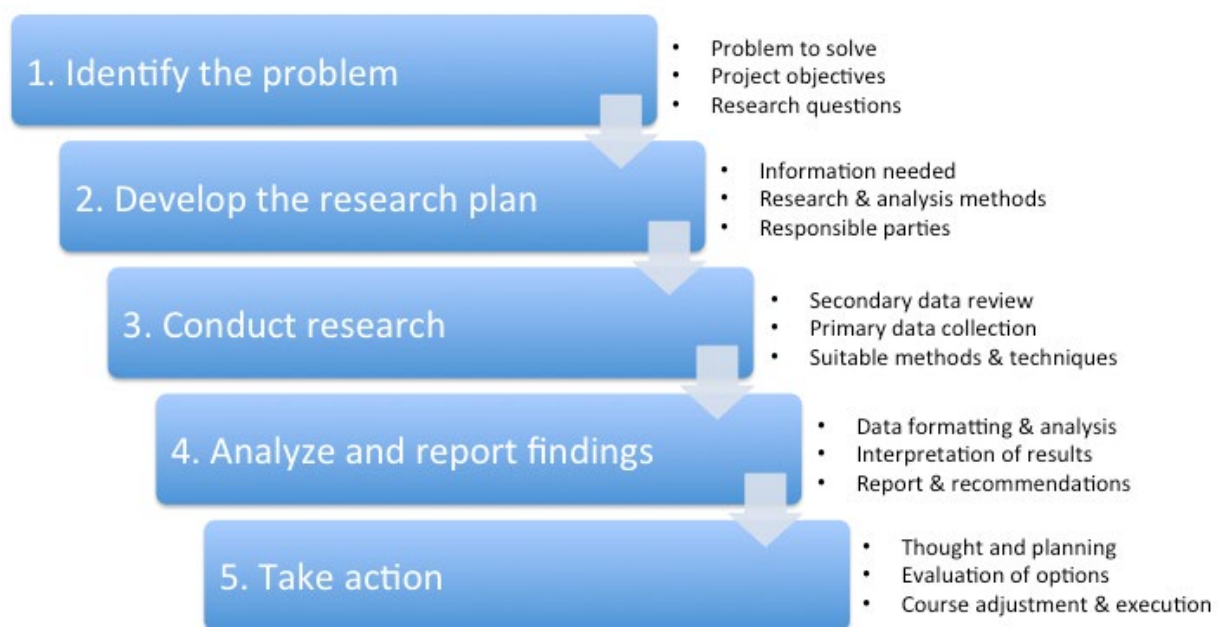 1. Identify the problem
• Problem to solve
• Project objectives
• Research questions
2. Develop the research plan
• Information needed
• Research & analysis methods
• Responsible parties
3. Conduct research
• Secondary data review
• Primary data collection
• Suitable methods & techniques
4. Analyze and report findings
• Data formatting & analysis
• Interpretation of results
• Report & recommendations
5. Take action
• Thought and planning
• Evaluation of options
• Course adjustment & execution